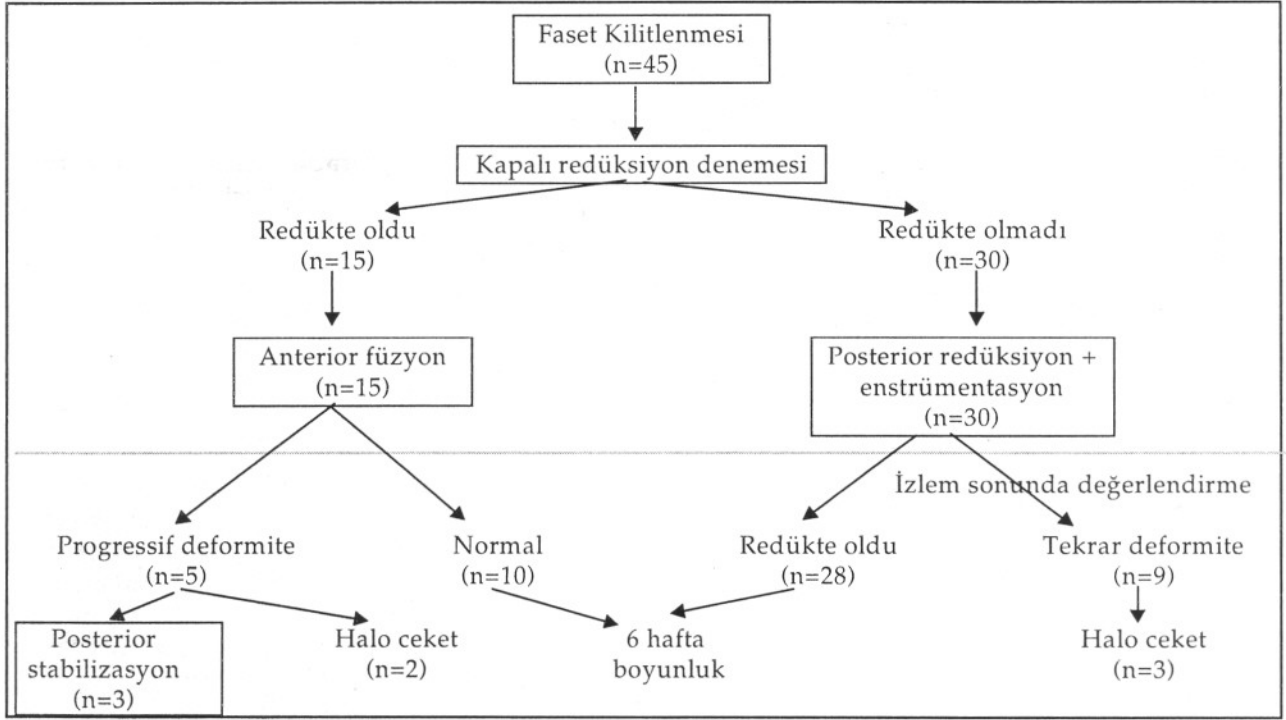 Faset Kilitlenmesi
(n=45)
Kapalı redüksiyon denemesi
Redükte oldu
(n=15)
Redükte olmadı
(n=30)
Anterior füzyon
(n=15)
Posterior redüksiyon +
enstrümentasyon
(n=30)
İzlem sonunda değerlendirme
Progressif deformite
(n=5)
Normal
(n=10)
Redükte oldu
(n=28)
Tekrar deformite
(n=9)
Posterior
stabilizasyon
(n=3)
Halo ceket
(n=2)
6 hafta
boyunluk
Halo ceket
(n=3)